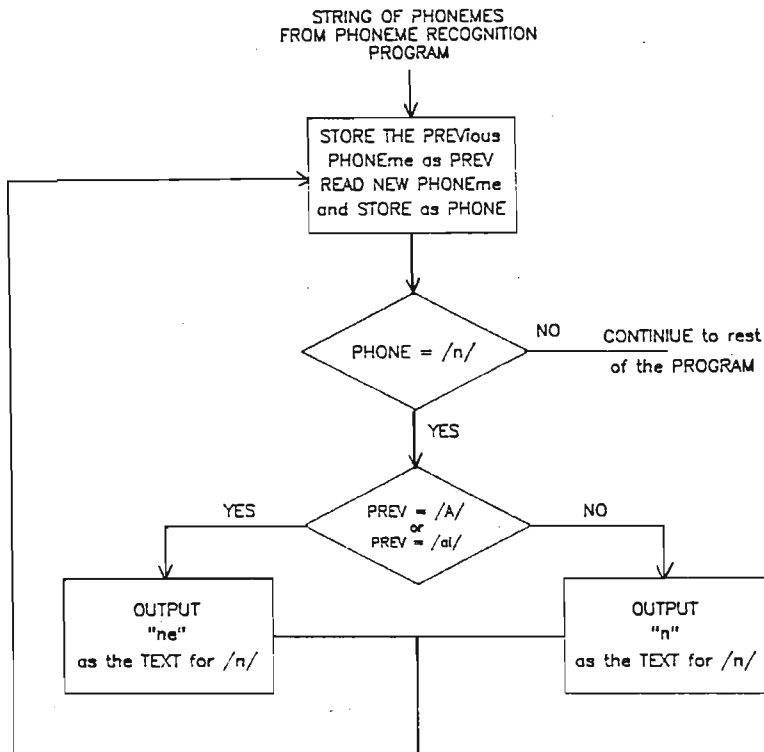 STRING OF PHONEMES
FROM PHONEME RECOGNITION
PROGRAM
STORE THE PREVious
PHONEme as PREV
READ NEW PHONEme
and STORE as PHONE
PHONE = /n/
NO
CONTINIUE to rest
of the PROGRAM
YES
PREV = /A/
or
PREV = /ai/
YES
NO
OUTPUT
"ne"
as the TEXT for /n/
OUTPUT
"n"
as the TEXT for /n/